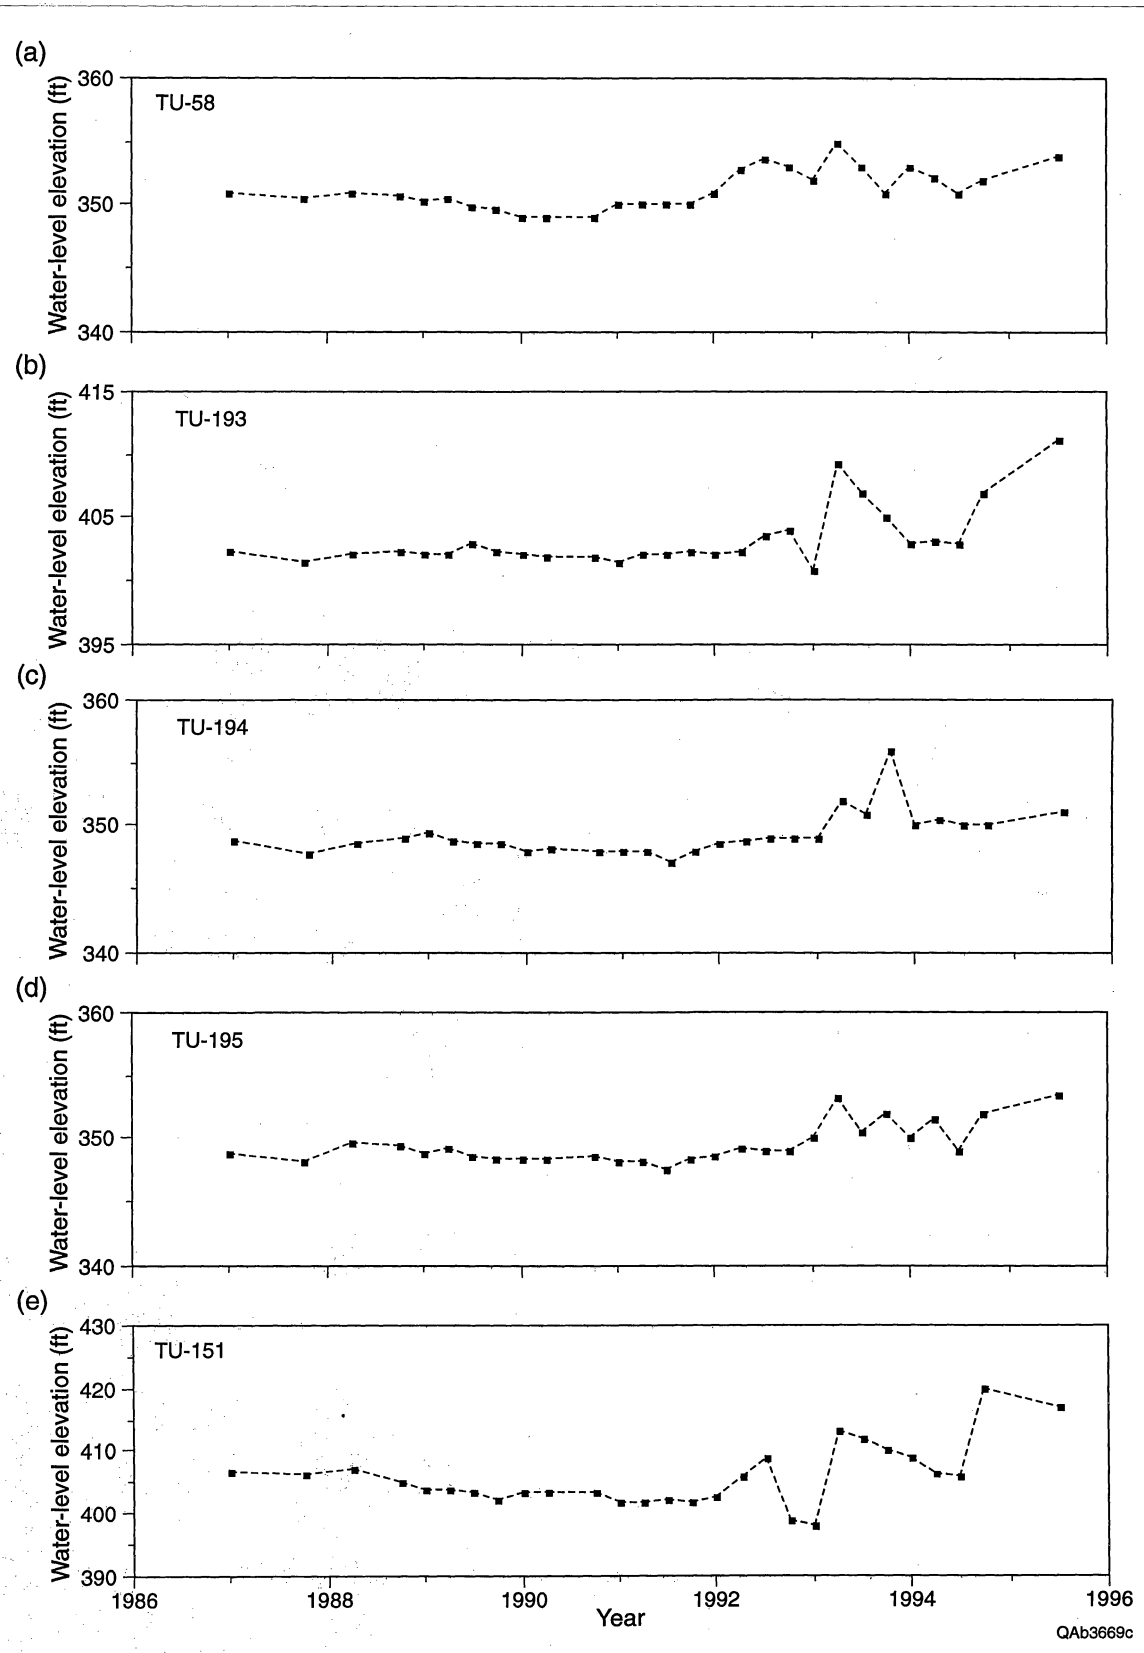 (a)
Water-level elevation (ft)
360
TU-58
350
340
(b)
Water-level elevation (ft)
415
TU-193
405
395
(c)
Water-level elevation (ft)
360
TU-194
350
340
(d)
Water-level elevation (ft)
360
TU-195
350
340
(e)
Water-level elevation (ft)
430
TU-151
420
410
400
390
1986 1988 1990 1992 1994 1996
Year
QAb3669c